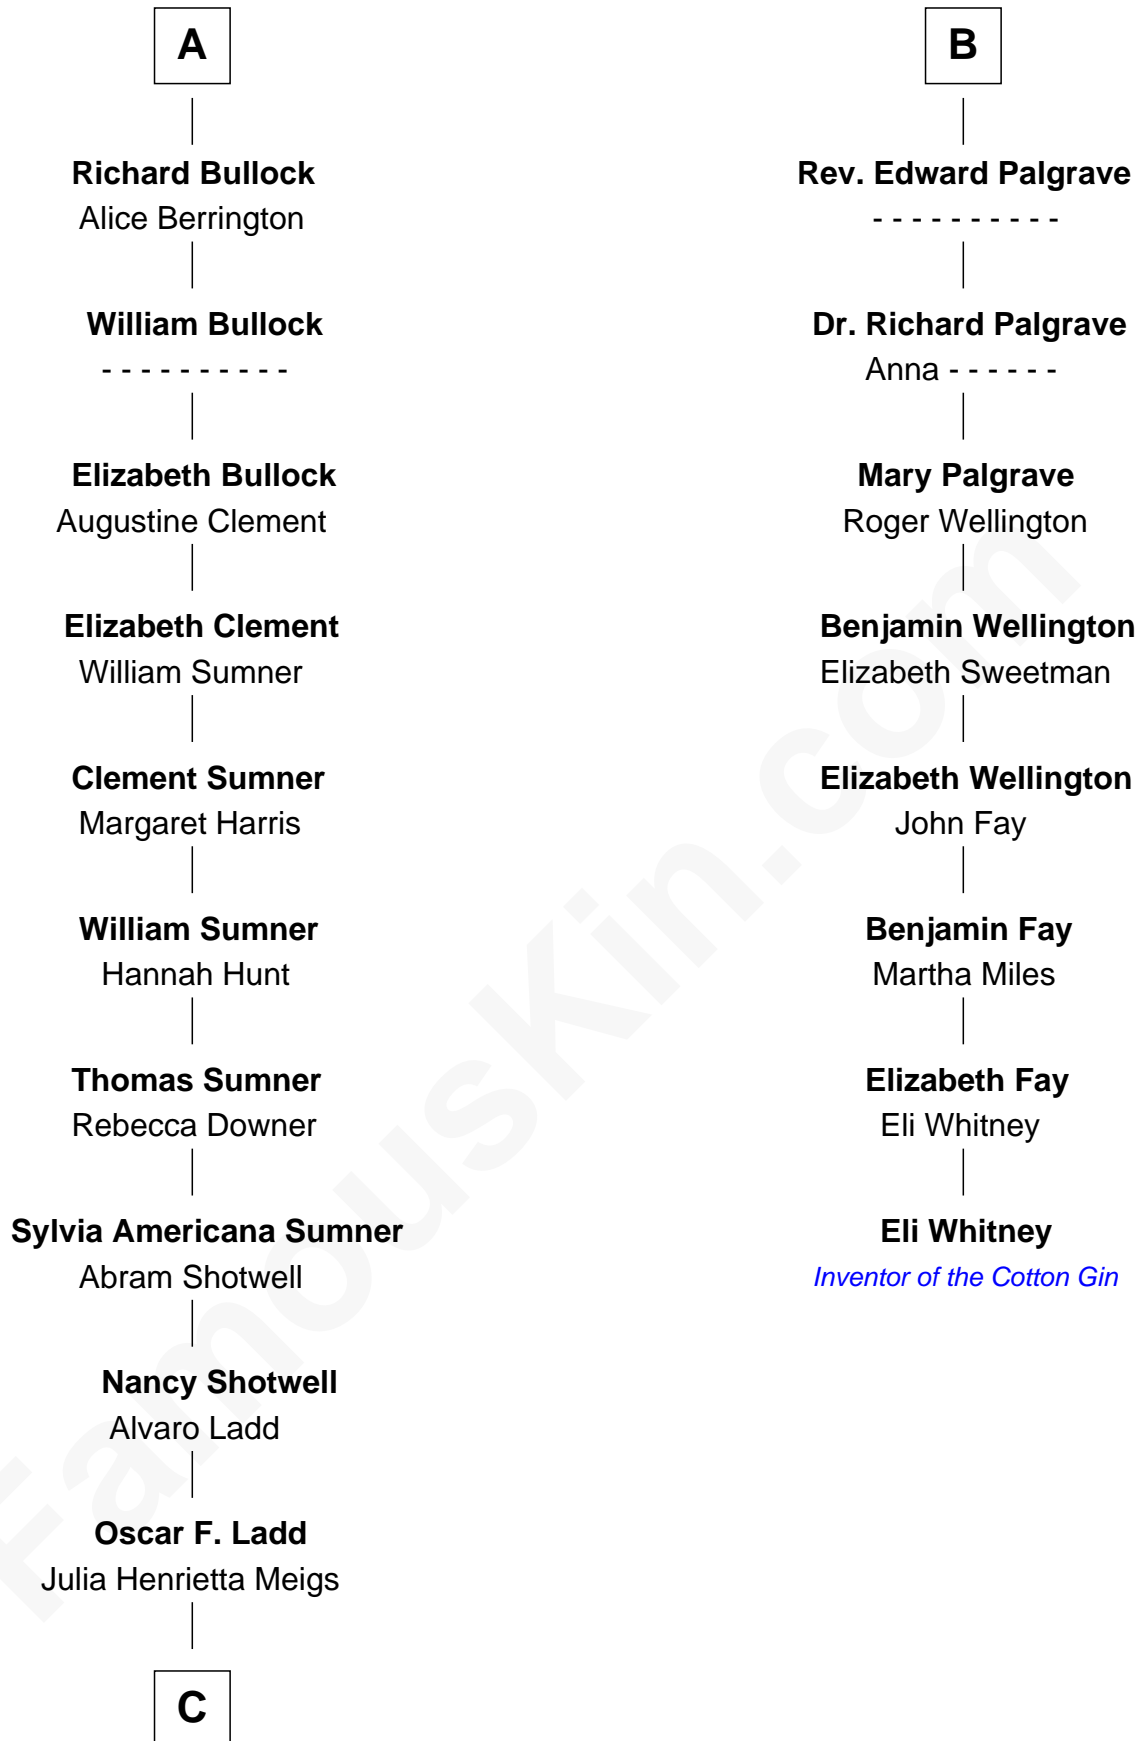 A
Richard Bullock
Alice Berrington
William Bullock
- - - - - - - - - -
Elizabeth Bullock
Augustine Clement
Elizabeth Clement
William Sumner
Clement Sumner
Margaret Harris
William Sumner
Hannah Hunt
Thomas Sumner
Rebecca Downer
Sylvia Americana Sumner
Abram Shotwell
Nancy Shotwell
Alvaro Ladd
Oscar F. Ladd
Julia Henrietta Meigs
C
B
Rev. Edward Palgrave
- - - - - - - - - -
Dr. Richard Palgrave
Anna - - - - - -
Mary Palgrave
Roger Wellington
Benjamin Wellington
Elizabeth Sweetman
Elizabeth Wellington
John Fay
Benjamin Fay
Martha Miles
Elizabeth Fay
Eli Whitney
Eli Whitney
Inventor of the Cotton Gin
FamousKin.com